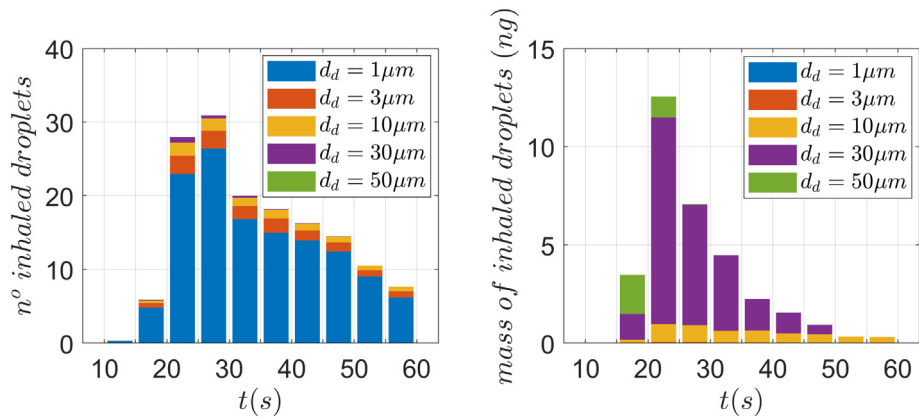 40
30
20
10
0
10 20 30 40 50 60
t(s)
nº inhaled droplets
d_d = 1μm
d_d = 3μm
d_d = 10μm
d_d = 30μm
d_d = 50μm
15
10
5
0
10 20 30 40 50 60
t(s)
mass of inhaled droplets (ng)
d_d = 1μm
d_d = 3μm
d_d = 10μm
d_d = 30μm
d_d = 50μm